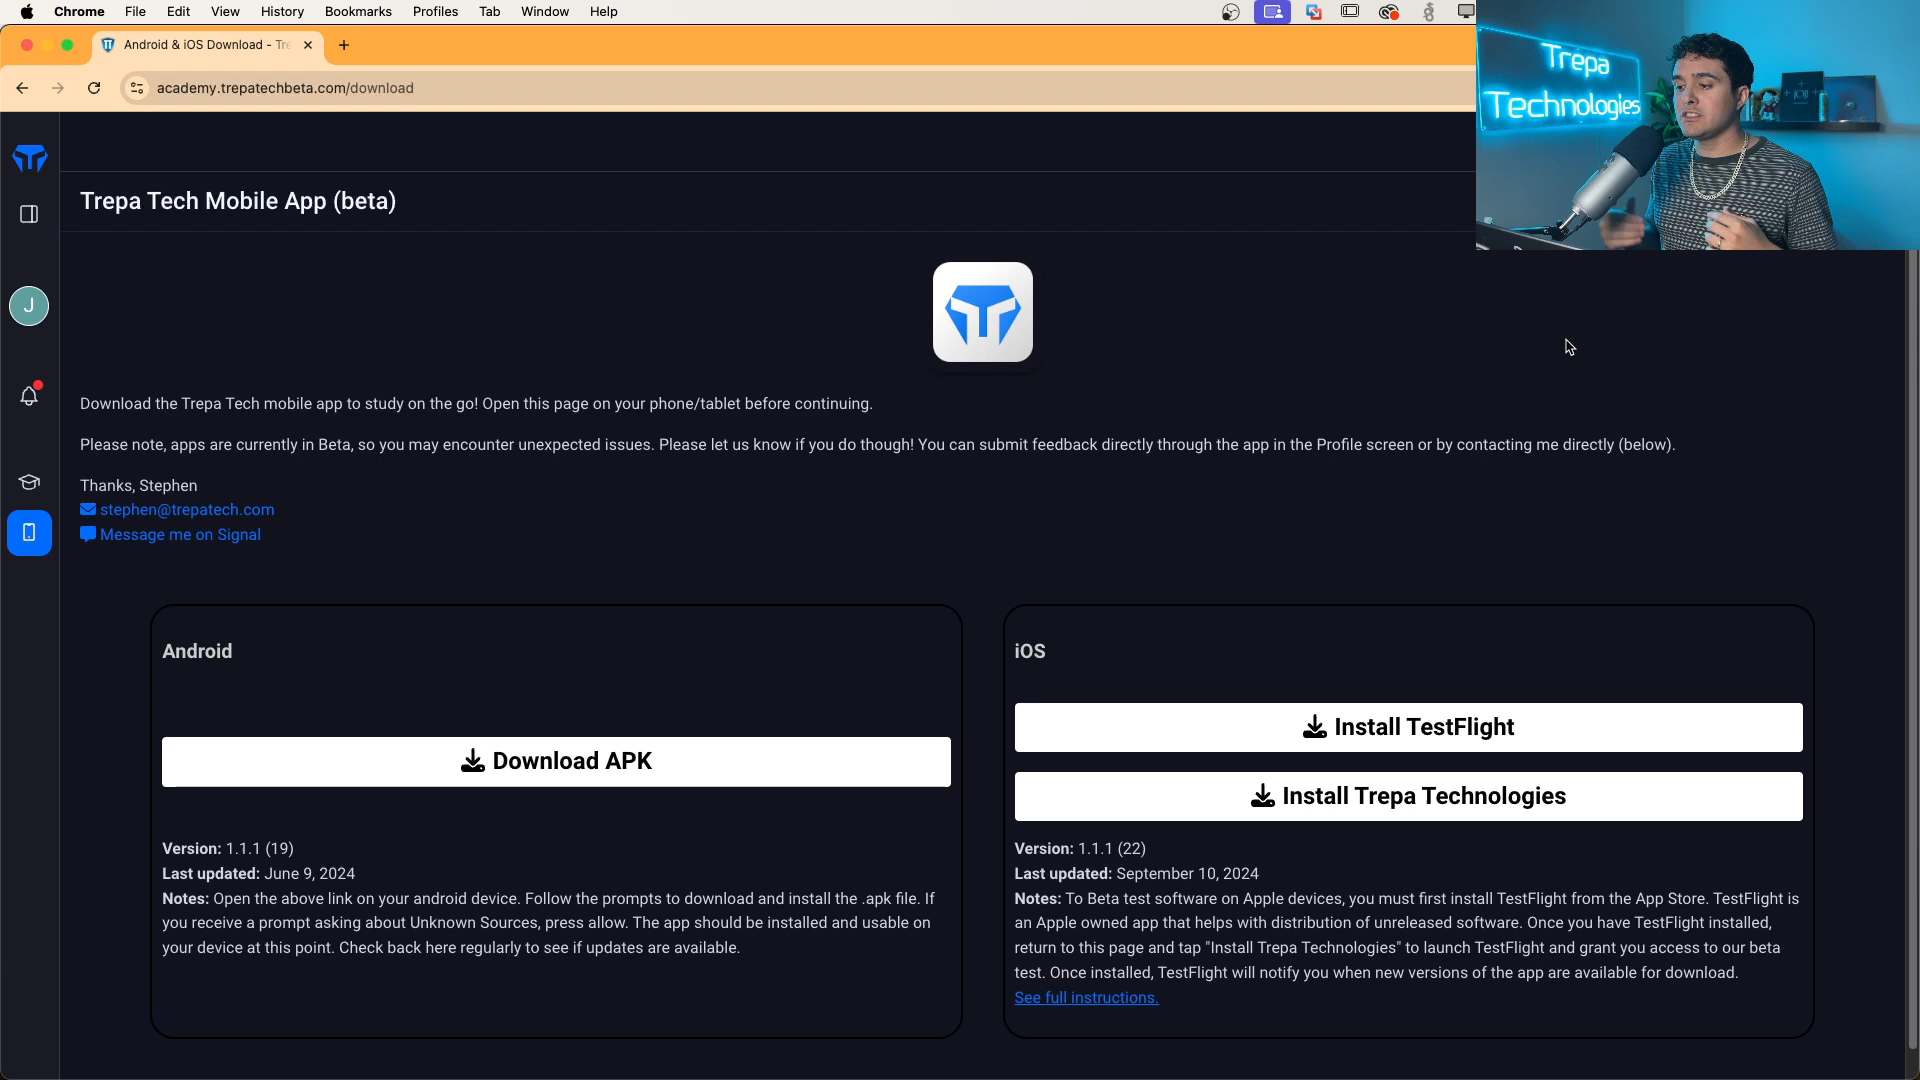 Chrome File Edit View History Bookmarks Profiles Tab Window Help
Android & iOS Download - Tre
academy.trepatechbeta.com/download
Trepa
Technologies
Trepa Tech Mobile App (beta)
J
Download the Trepa Tech mobile app to study on the go! Open this page on your phone/tablet before continuing.
Please note, apps are currently in Beta, so you may encounter unexpected issues. Please let us know if you do though! You can submit feedback directly through the app in the Profile screen or by contacting me directly (below).
Thanks, Stephen
stephen@trepatech.com
Message me on Signal
Android
Download APK
Version: 1.1.1 (19)
Last updated: June 9, 2024
Notes: Open the above link on your android device. Follow the prompts to download and install the .apk file. If
you receive a prompt asking about Unknown Sources, press allow. The app should be installed and usable on
your device at this point. Check back here regularly to see if updates are available.
iOS
Install TestFlight
Install Trepa Technologies
Version: 1.1.1 (22)
Last updated: September 10, 2024
Notes: To Beta test software on Apple devices, you must first install TestFlight from the App Store. TestFlight is
an Apple owned app that helps with distribution of unreleased software. Once you have TestFlight installed,
return to this page and tap "Install Trepa Technologies" to launch TestFlight and grant you access to our beta
test. Once installed, TestFlight will notify you when new versions of the app are available for download.
See full instructions.